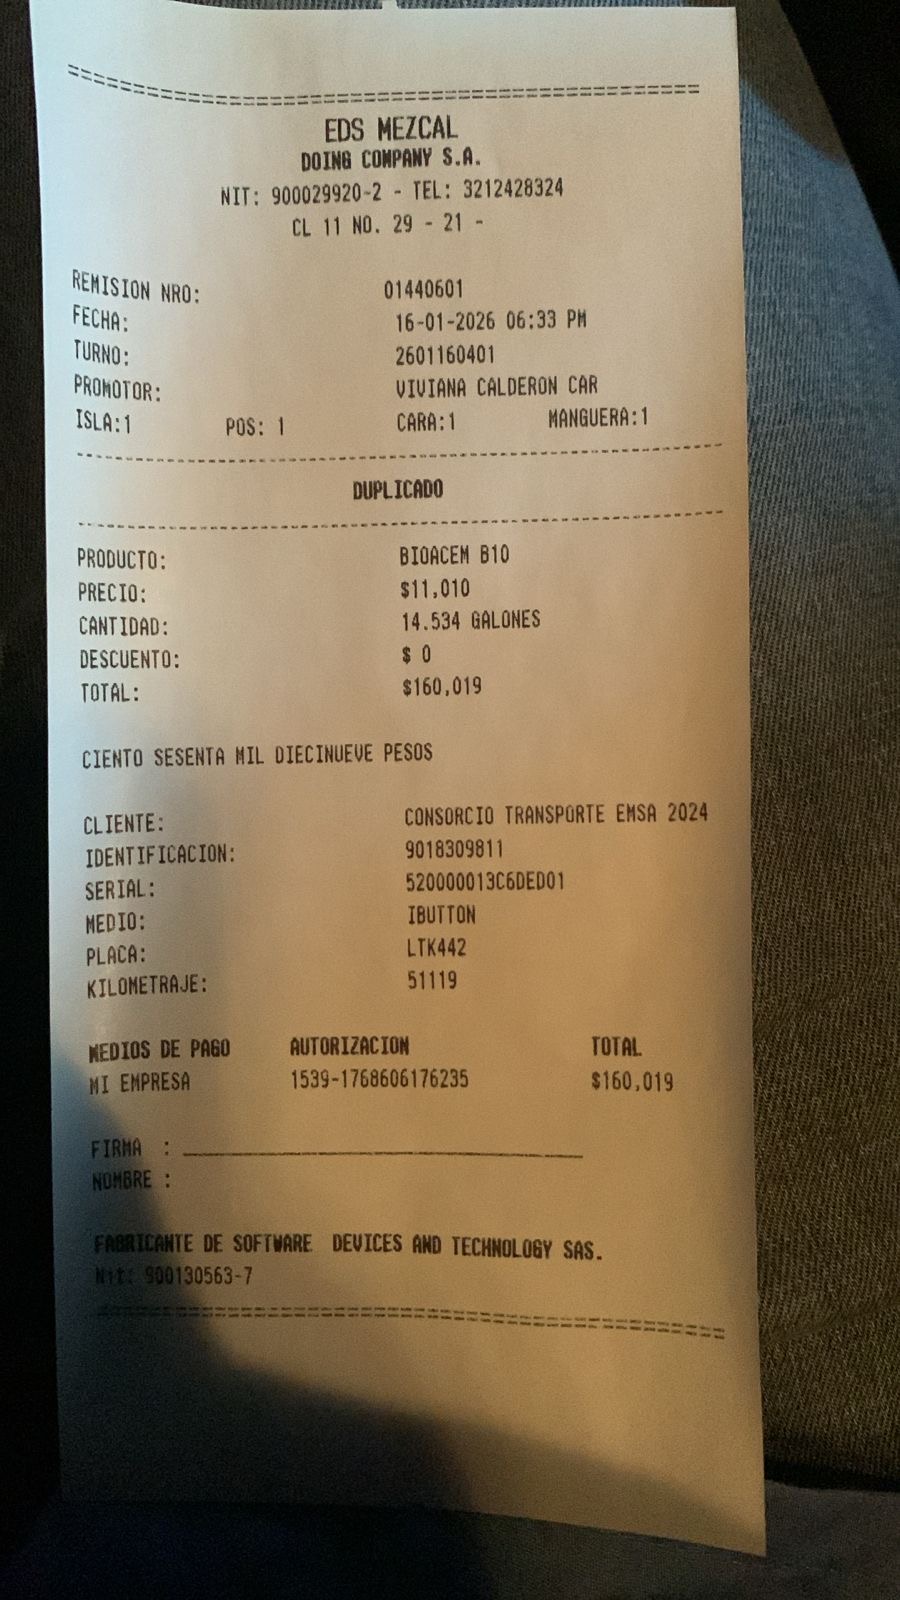 EDS MEZCAL
DOING COMPANY S.A.
NIT: 900029920-2 - TEL: 3212428324
CL 11 NO. 29 - 21 -
REMISION NRO: 01440601
FECHA: 16-01-2026 06:33 PM
TURNO: 2601160401
PROMOTOR: VIVIANA CALDERON CAR
ISLA:1 POS: 1 CARA:1 MANGUERA:1
DUPLICADO
PRODUCTO: BIOACEM B10
PRECIO: $11,010
CANTIDAD: 14.534 GALONES
DESCUENTO: $ 0
TOTAL: $160,019
CIENTO SESENTA MIL DIECINUEVE PESOS
CLIENTE: CONSORCIO TRANSPORTE EMSA 2024
IDENTIFICACION: 9018309811
SERIAL: 520000013C6DED01
MEDIO: IBUTTON
PLACA: LTK442
KILOMETRAJE: 51119
MEDIOS DE PAGO AUTORIZACION TOTAL
MI EMPRESA 1539-1768606176235 $160,019
FIRMA :
NOMBRE :
FABRICANTE DE SOFTWARE DEVICES AND TECHNOLOGY SAS.
Nit: 900130563-7